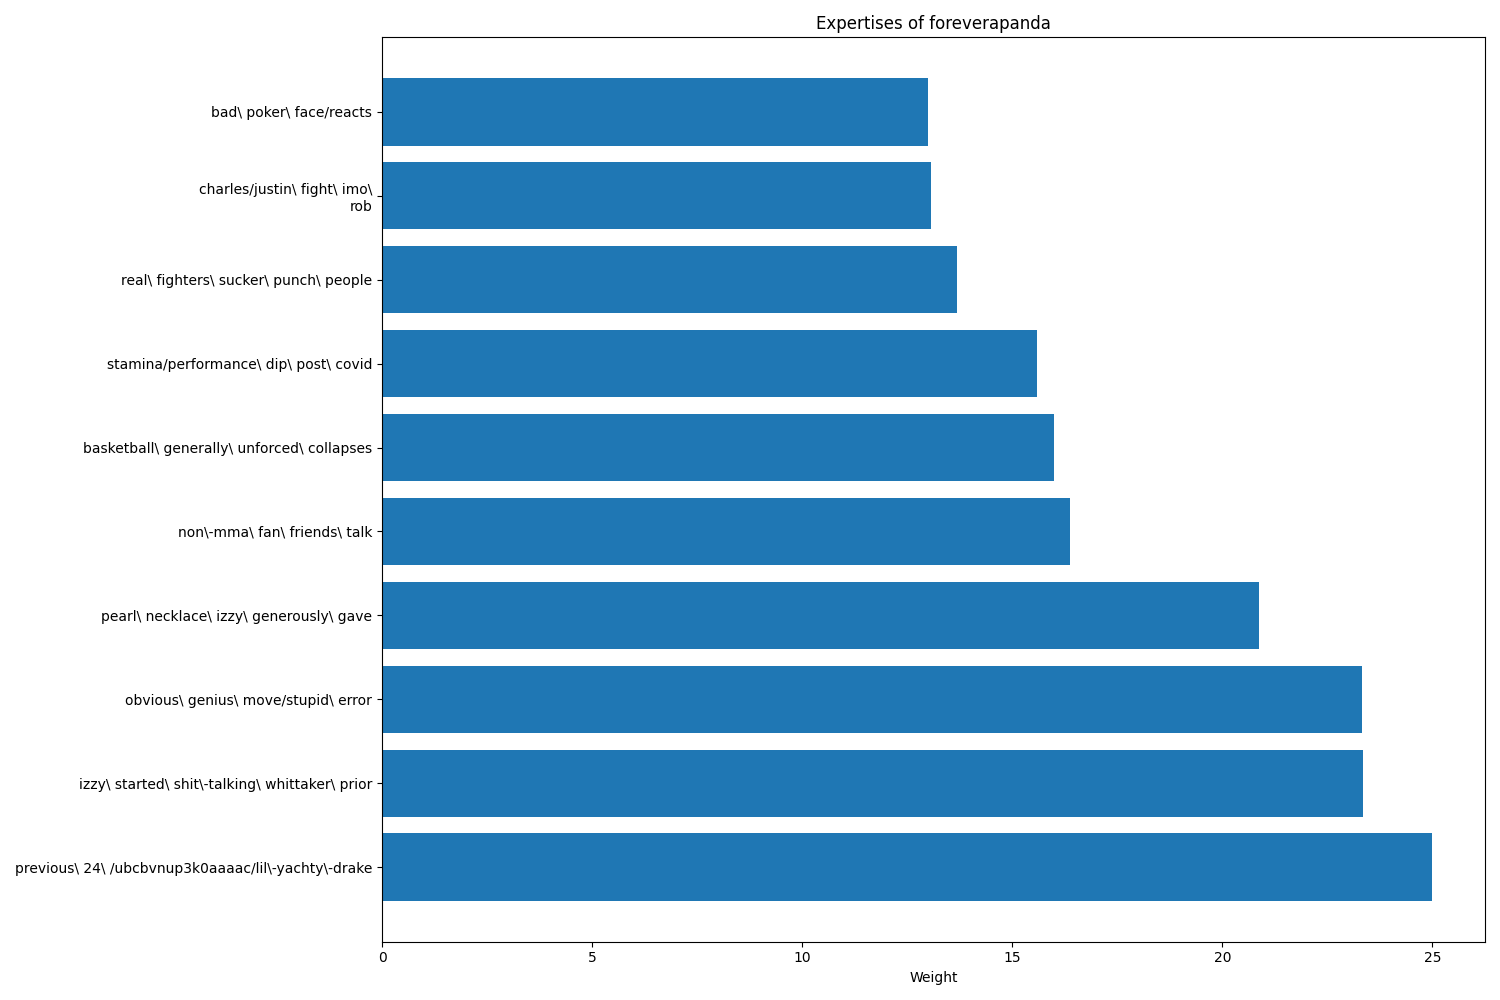 Expertises of foreverapanda
bad\ poker\ face/reacts
charles/justin\ fight\ imo\
rob
real\ fighters\ sucker\ punch\ people
stamina/performance\ dip\ post\ covid
basketball\ generally\ unforced\ collapses
non\-mma\ fan\ friends\ talk
pearl\ necklace\ izzy\ generously\ gave
obvious\ genius\ move/stupid\ error
izzy\ started\ shit\-talking\ whittaker\ prior
previous\ 24\ /ubcbvnup3k0aaaac/lil\-yachty\-drake
0 5 10 15 20 25
Weight